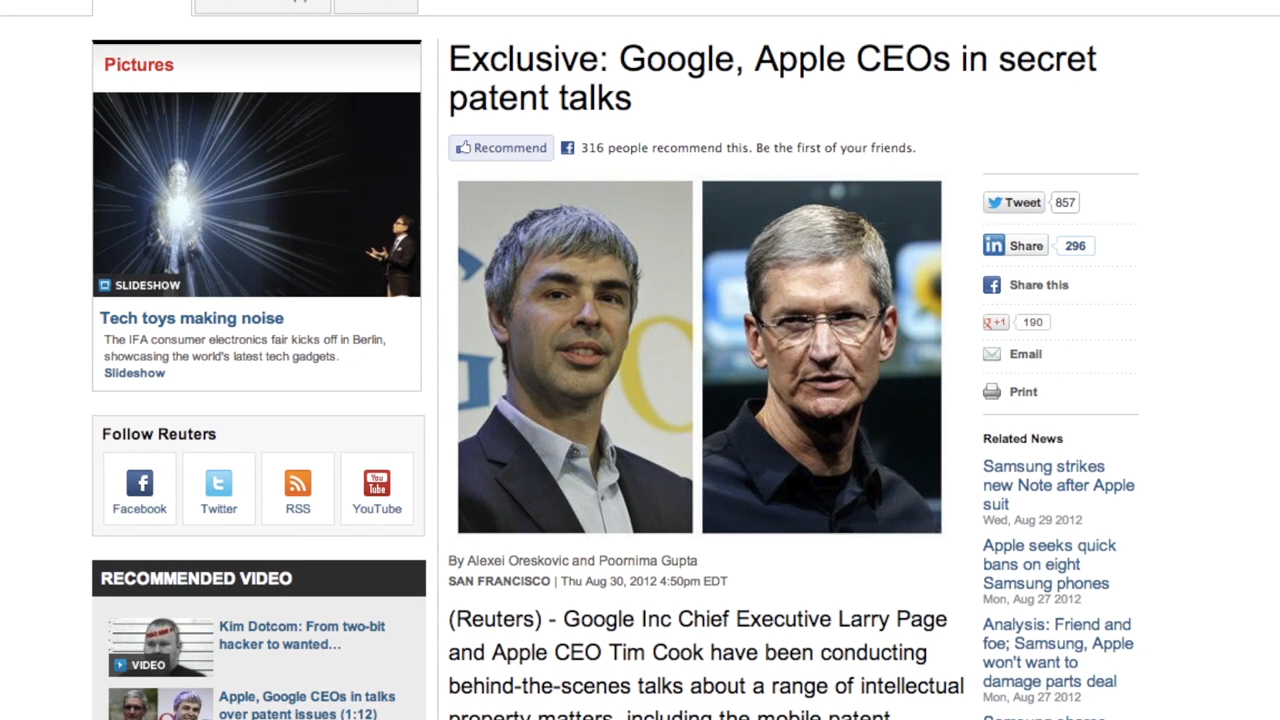 Pictures
SLIDESHOW
Tech toys making noise
The IFA consumer electronics fair kicks off in Berlin,
showcasing the world's latest tech gadgets.
Slideshow
Follow Reuters
Facebook
Twitter
RSS
You
Tube
YouTube
RECOMMENDED VIDEO
Kim Dotcom: From two-bit
hacker to wanted...
VIDEO
Apple, Google CEOs in talks
over patent issues (1:12)
Exclusive: Google, Apple CEOs in secret
patent talks
Recommend
316 people recommend this. Be the first of your friends.
By Alexei Oreskovic and Poornima Gupta
SAN FRANCISCO | Thu Aug 30, 2012 4:50pm EDT
(Reuters) - Google Inc Chief Executive Larry Page
and Apple CEO Tim Cook have been conducting
behind-the-scenes talks about a range of intellectual
property matters, including the mobile patent
Tweet 857
in Share 296
Share this
g +1 190
Email
Print
Related News
Samsung strikes
new Note after Apple
suit
Wed, Aug 29 2012
Apple seeks quick
bans on eight
Samsung phones
Mon, Aug 27 2012
Analysis: Friend and
foe; Samsung, Apple
won't want to
damage parts deal
Mon, Aug 27 2012
Samsung shares